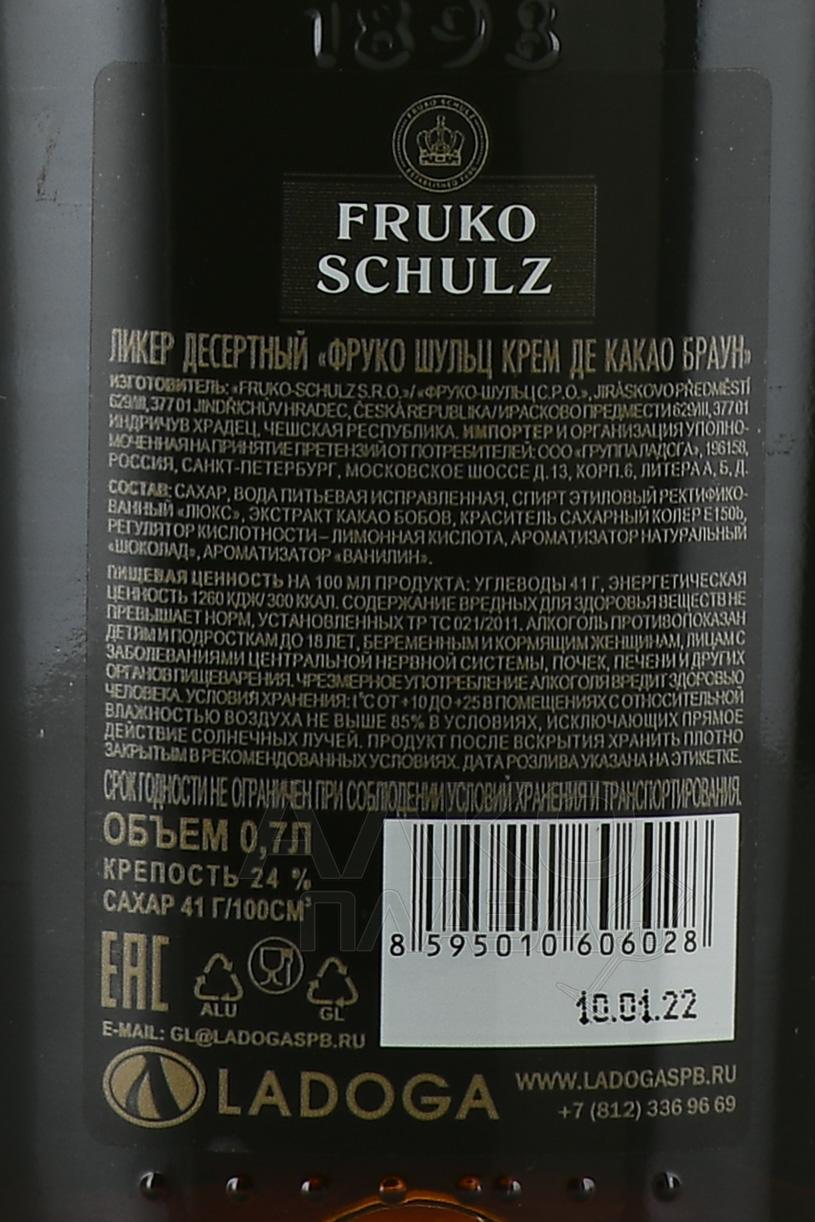 1893
FRUKO SCHULZ
FRUKO
SCHULZ
ЛИКЕР ДЕСЕРТНЫЙ «ФРУКО ШУЛЬЦ КРЕМ ДЕ КАКАО БРАУН»
ИЗГОТОВИТЕЛЬ: «FRUKO-SCHULZ S.R.O.»/«ФРУКО-ШУЛЬЦ С.Р.О.», JIRÁSKOVO PŘEDMĚSTÍ
629/III, 377 01 JINDŘICHŮV HRADEC, ČESKÁ REPUBLIKA/ИРАСКОВО ПРЕДМЕСТИ 629/III, 377 01
ИНДРИЧУВ ХРАДЕЦ, ЧЕШСКАЯ РЕСПУБЛИКА. ИМПОРТЕР И ОРГАНИЗАЦИЯ УПОЛНО-
МОЧЕННАЯ НА ПРИНЯТИЕ ПРЕТЕНЗИЙ ОТ ПОТРЕБИТЕЛЕЙ: ООО «ГРУППА ЛАДОГА», 196158,
РОССИЯ, САНКТ-ПЕТЕРБУРГ, МОСКОВСКОЕ ШОССЕ Д.13, КОРП.6, ЛИТЕРА А, Б, Д.
СОСТАВ: САХАР, ВОДА ПИТЬЕВАЯ ИСПРАВЛЕННАЯ, СПИРТ ЭТИЛОВЫЙ РЕКТИФИКО-
ВАННЫЙ «ЛЮКС», ЭКСТРАКТ КАКАО БОБОВ, КРАСИТЕЛЬ САХАРНЫЙ КОЛЕР Е150b,
РЕГУЛЯТОР КИСЛОТНОСТИ – ЛИМОННАЯ КИСЛОТА, АРОМАТИЗАТОР НАТУРАЛЬНЫЙ
«ШОКОЛАД», АРОМАТИЗАТОР «ВАНИЛИН».
ПИЩЕВАЯ ЦЕННОСТЬ НА 100 МЛ ПРОДУКТА: УГЛЕВОДЫ 41 Г, ЭНЕРГЕТИЧЕСКАЯ
ЦЕННОСТЬ 1260 КДЖ/ 300 ККАЛ. СОДЕРЖАНИЕ ВРЕДНЫХ ДЛЯ ЗДОРОВЬЯ ВЕЩЕСТВ НЕ
ПРЕВЫШАЕТ НОРМ, УСТАНОВЛЕННЫХ ТР ТС 021/2011. АЛКОГОЛЬ ПРОТИВОПОКАЗАН
ДЕТЯМ И ПОДРОСТКАМ ДО 18 ЛЕТ, БЕРЕМЕННЫМ И КОРМЯЩИМ ЖЕНЩИНАМ, ЛИЦАМ С
ЗАБОЛЕВАНИЯМИ ЦЕНТРАЛЬНОЙ НЕРВНОЙ СИСТЕМЫ, ПОЧЕК, ПЕЧЕНИ И ДРУГИХ
ОРГАНОВ ПИЩЕВАРЕНИЯ. ЧРЕЗМЕРНОЕ УПОТРЕБЛЕНИЕ АЛКОГОЛЯ ВРЕДИТ ЗДОРОВЬЮ
ЧЕЛОВЕКА. УСЛОВИЯ ХРАНЕНИЯ: t°С ОТ +10 ДО +25 В ПОМЕЩЕНИЯХ С ОТНОСИТЕЛЬНОЙ
ВЛАЖНОСТЬЮ ВОЗДУХА НЕ ВЫШЕ 85% В УСЛОВИЯХ, ИСКЛЮЧАЮЩИХ ПРЯМОЕ
ДЕЙСТВИЕ СОЛНЕЧНЫХ ЛУЧЕЙ. ПРОДУКТ ПОСЛЕ ВСКРЫТИЯ ХРАНИТЬ ПЛОТНО
ЗАКРЫТЫМ В РЕКОМЕНДОВАННЫХ УСЛОВИЯХ. ДАТА РОЗЛИВА УКАЗАНА НА ЭТИКЕТКЕ.
СРОК ГОДНОСТИ НЕ ОГРАНИЧЕН ПРИ СОБЛЮДЕНИИ УСЛОВИЙ ХРАНЕНИЯ И ТРАНСПОРТИРОВАНИЯ.
ОБЪЕМ 0,7Л
КРЕПОСТЬ 24 %
САХАР 41 Г/100СМ³
8 595010 606028
10.01.22
EAC
ALU
GL
E-MAIL: GL@LADOGASPB.RU
LADOGA
WWW.LADOGASPB.RU
+7 (812) 336 96 69
АЛКО
ПАЛЕА